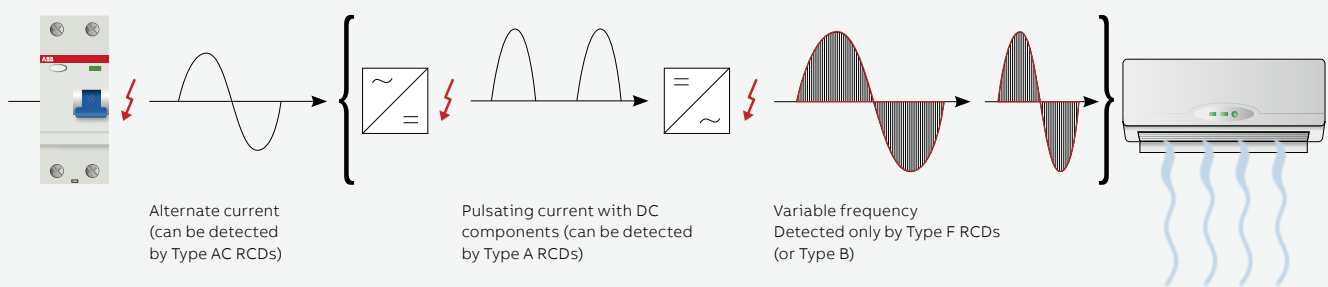 ABB
Alternate current
(can be detected
by Type AC RCDs)
Pulsating current with DC
components (can be detected
by Type A RCDs)
Variable frequency
Detected only by Type F RCDs
(or Type B)